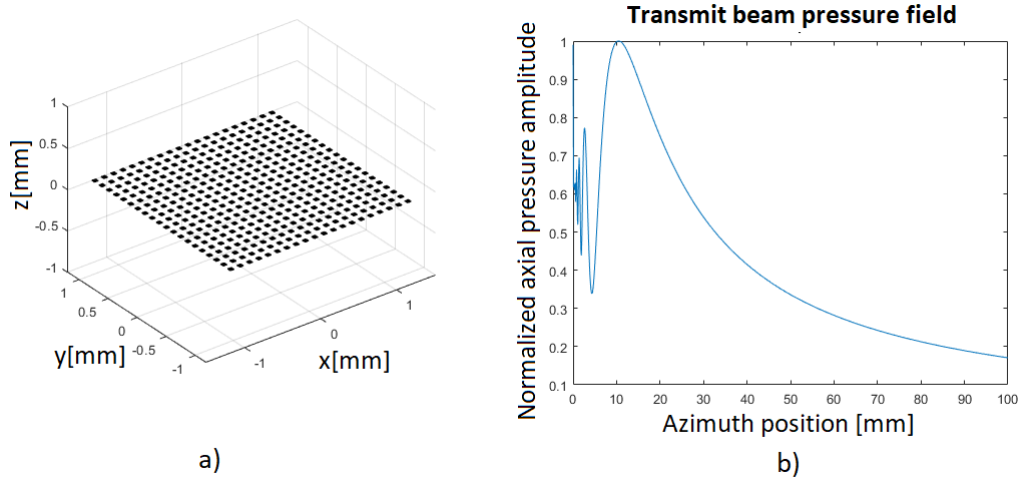 1
0.5
0
-0.5
-1
z[mm]
1
0.5
0
-0.5
-1
y[mm]
-1
0
1
x[mm]
a)
Transmit beam pressure field
1
0.9
0.8
0.7
0.6
0.5
0.4
0.3
0.2
0.1
Normalized axial pressure amplitude
0 10 20 30 40 50 60 70 80 90 100
Azimuth position [mm]
b)